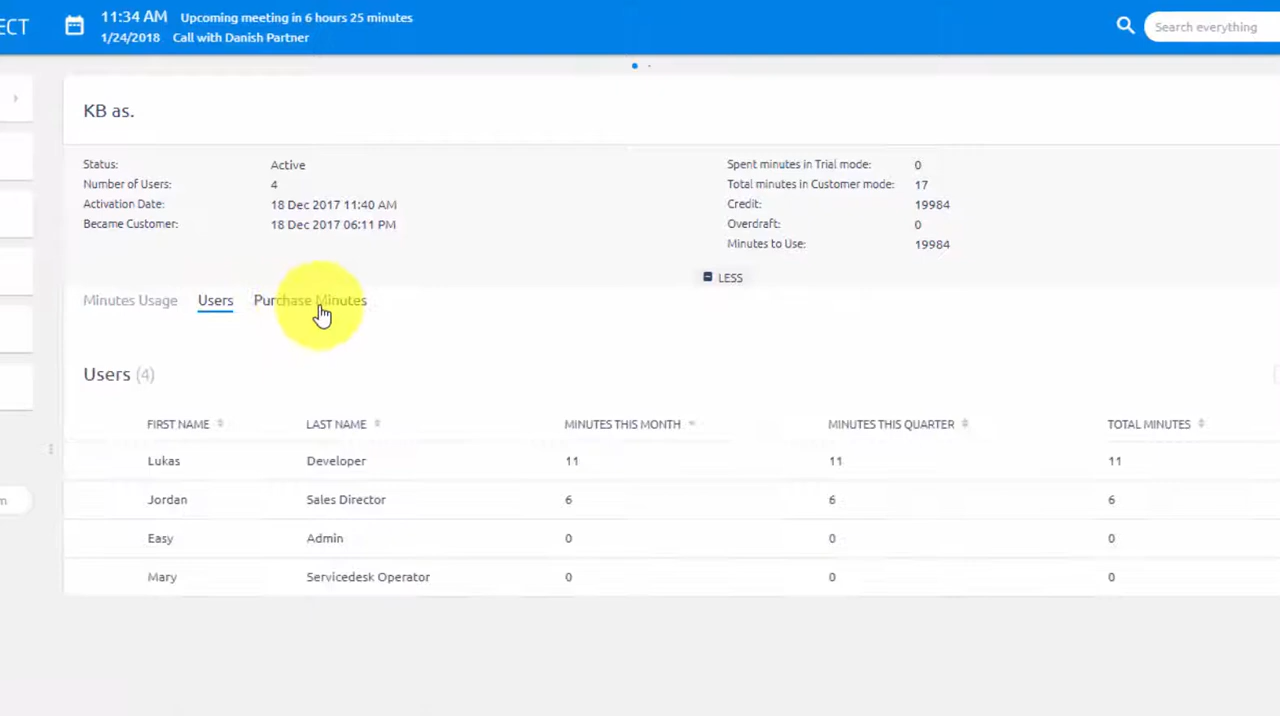 ECT
11:34 AM Upcoming meeting in 6 hours 25 minutes
1/24/2018 Call with Danish Partner
Search everything
KB as.
Status: Active
Number of Users: 4
Activation Date: 18 Dec 2017 11:40 AM
Became Customer: 18 Dec 2017 06:11 PM
Spent minutes in Trial mode: 0
Total minutes in Customer mode: 17
Credit: 19984
Overdraft: 0
Minutes to Use: 19984
LESS
Minutes Usage Users Purchase Minutes
Users (4)
FIRST NAME LAST NAME MINUTES THIS MONTH MINUTES THIS QUARTER TOTAL MINUTES
Lukas Developer 11 11 11
Jordan Sales Director 6 6 6
Easy Admin 0 0 0
Mary Servicedesk Operator 0 0 0